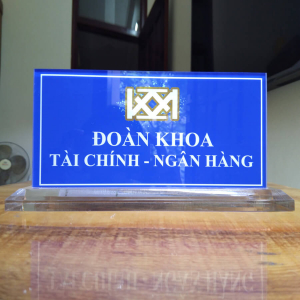 ĐOÀN KHOA
TÀI CHÍNH - NGÂN HÀNG